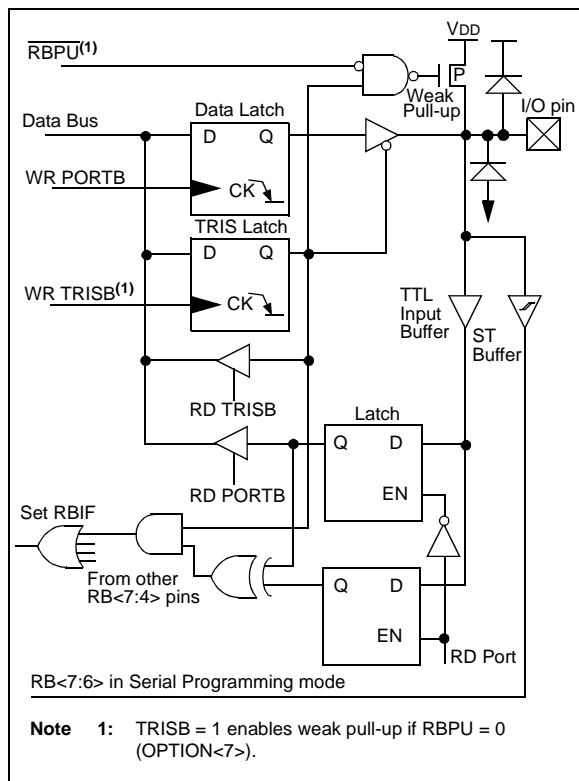 VDD
RBPU(1)
P
Weak
Pull-up
I/O pin
Data Latch
Data Bus
D Q
WR PORTB
CK
TRIS Latch
D Q
WR TRISB(1)
CK
TTL
Input
Buffer
ST
Buffer
RD TRISB
Latch
Q D
RD PORTB
EN
Set RBIF
From other
RB<7:4> pins
Q D
EN
RD Port
RB<7:6> in Serial Programming mode
Note 1: TRISB = 1 enables weak pull-up if RBPU = 0
(OPTION<7>).